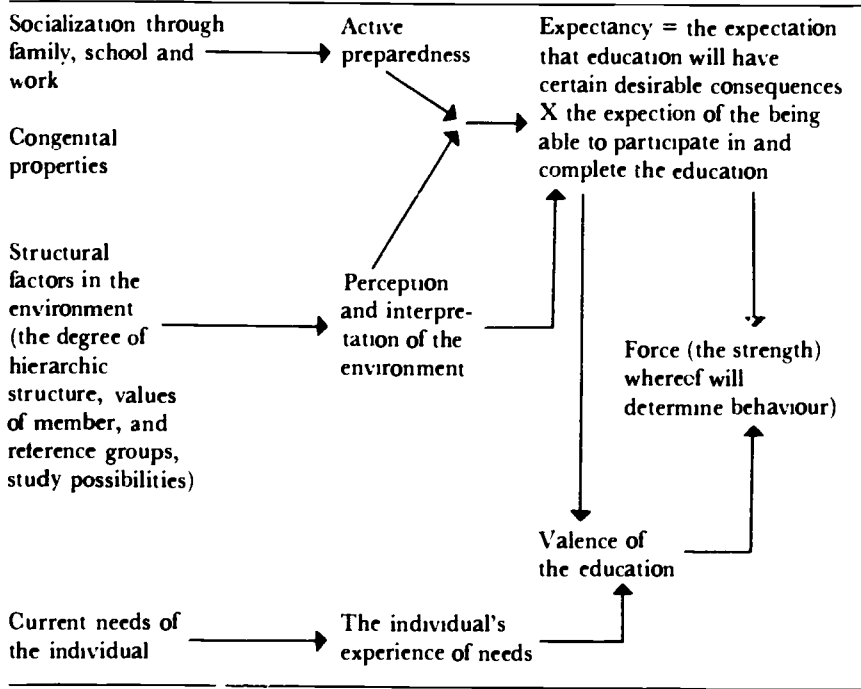 Socialization through
family, school and
work
Active
preparedness
Expectancy = the expectation
that education will have
certain desirable consequences
X the expection of the being
able to participate in and
complete the education
Congenital
properties
Structural
factors in the
environment
(the degree of
hierarchic
structure, values
of member, and
reference groups,
study possibilities)
Perception
and interpre-
tation of the
environment
Force (the strength)
whereof will
determine behaviour)
Valence of
the education
Current needs of
the individual
The individual's
experience of needs